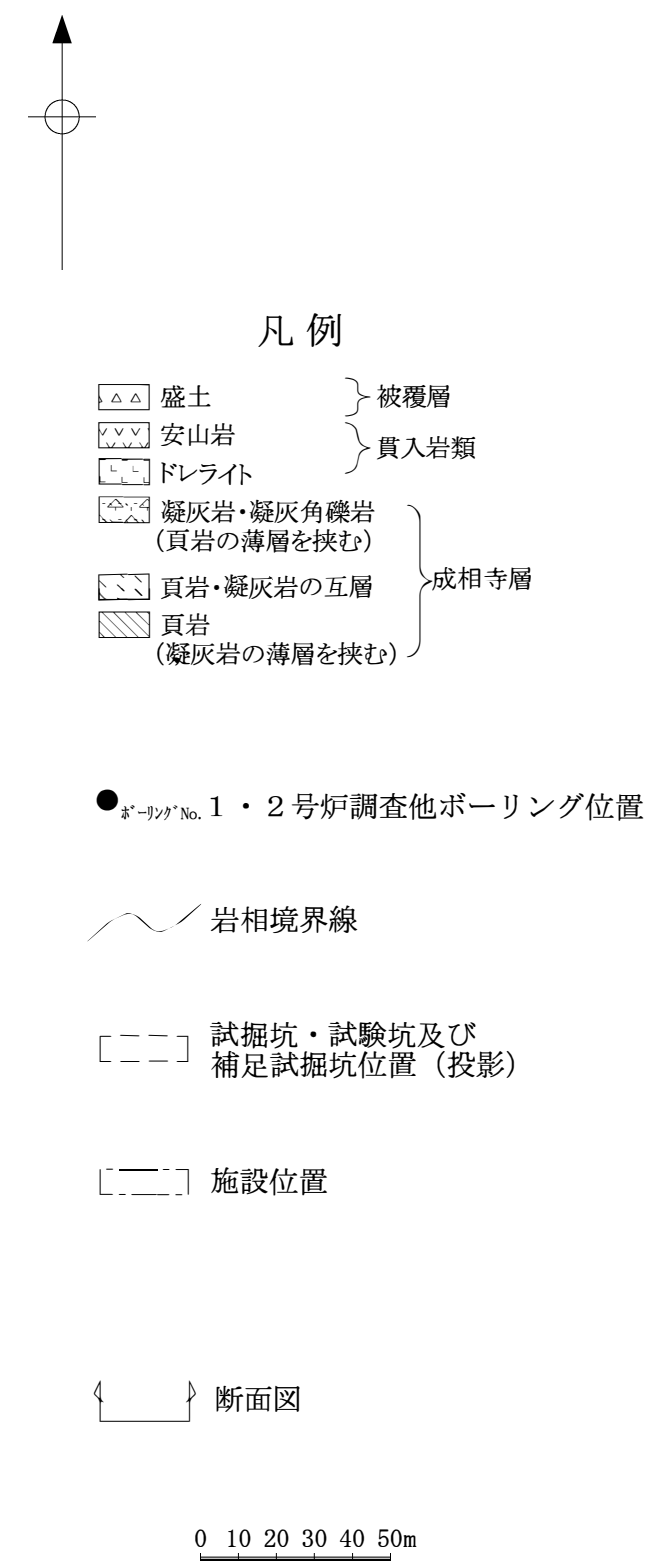 凡例
盛土
被覆層
安山岩
貫入岩類
ドレライト
凝灰岩・凝灰角礫岩
(頁岩の薄層を挟む)
成相寺層
頁岩・凝灰岩の互層
頁岩
(凝灰岩の薄層を挟む)
ﾎﾞｰﾘﾝｸﾞNo. 1・2号炉調査他ボーリング位置
岩相境界線
試掘坑・試験坑及び
補足試掘坑位置（投影）
施設位置
断面図
0 10 20 30 40 50m